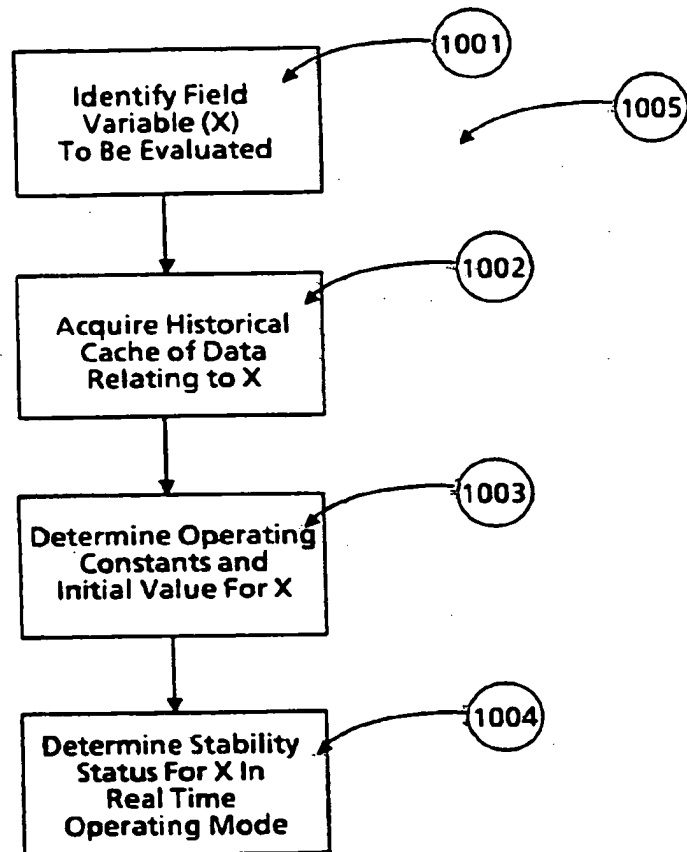 1001
Identify Field
Variable (X)
To Be Evaluated
1005
1002
Acquire Historical
Cache of Data
Relating to X
1003
Determine Operating
Constants and
Initial Value For X
1004
Determine Stability
Status For X In
Real Time
Operating Mode